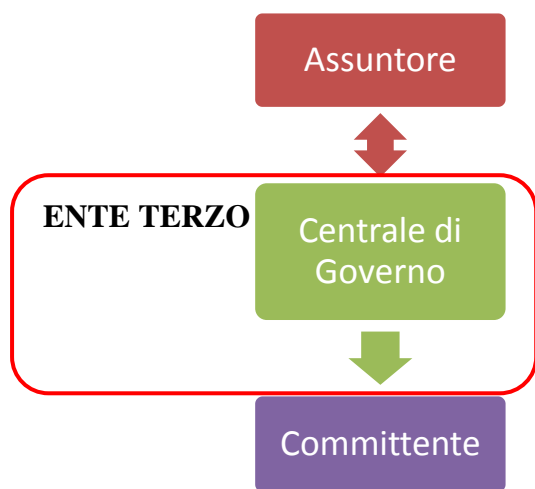 Assuntore
ENTE TERZO
Centrale di
Governo
Committente